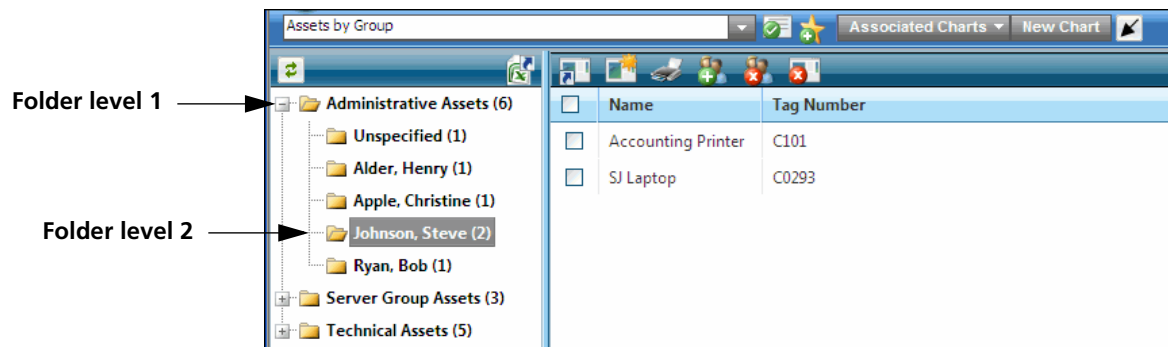 Assets by Group
Associated Charts New Chart
Folder level 1
Administrative Assets (6)
Unspecified (1)
Alder, Henry (1)
Apple, Christine (1)
Folder level 2
Johnson, Steve (2)
Ryan, Bob (1)
Server Group Assets (3)
Technical Assets (5)
Name Tag Number
Accounting Printer C101
SJ Laptop C0293